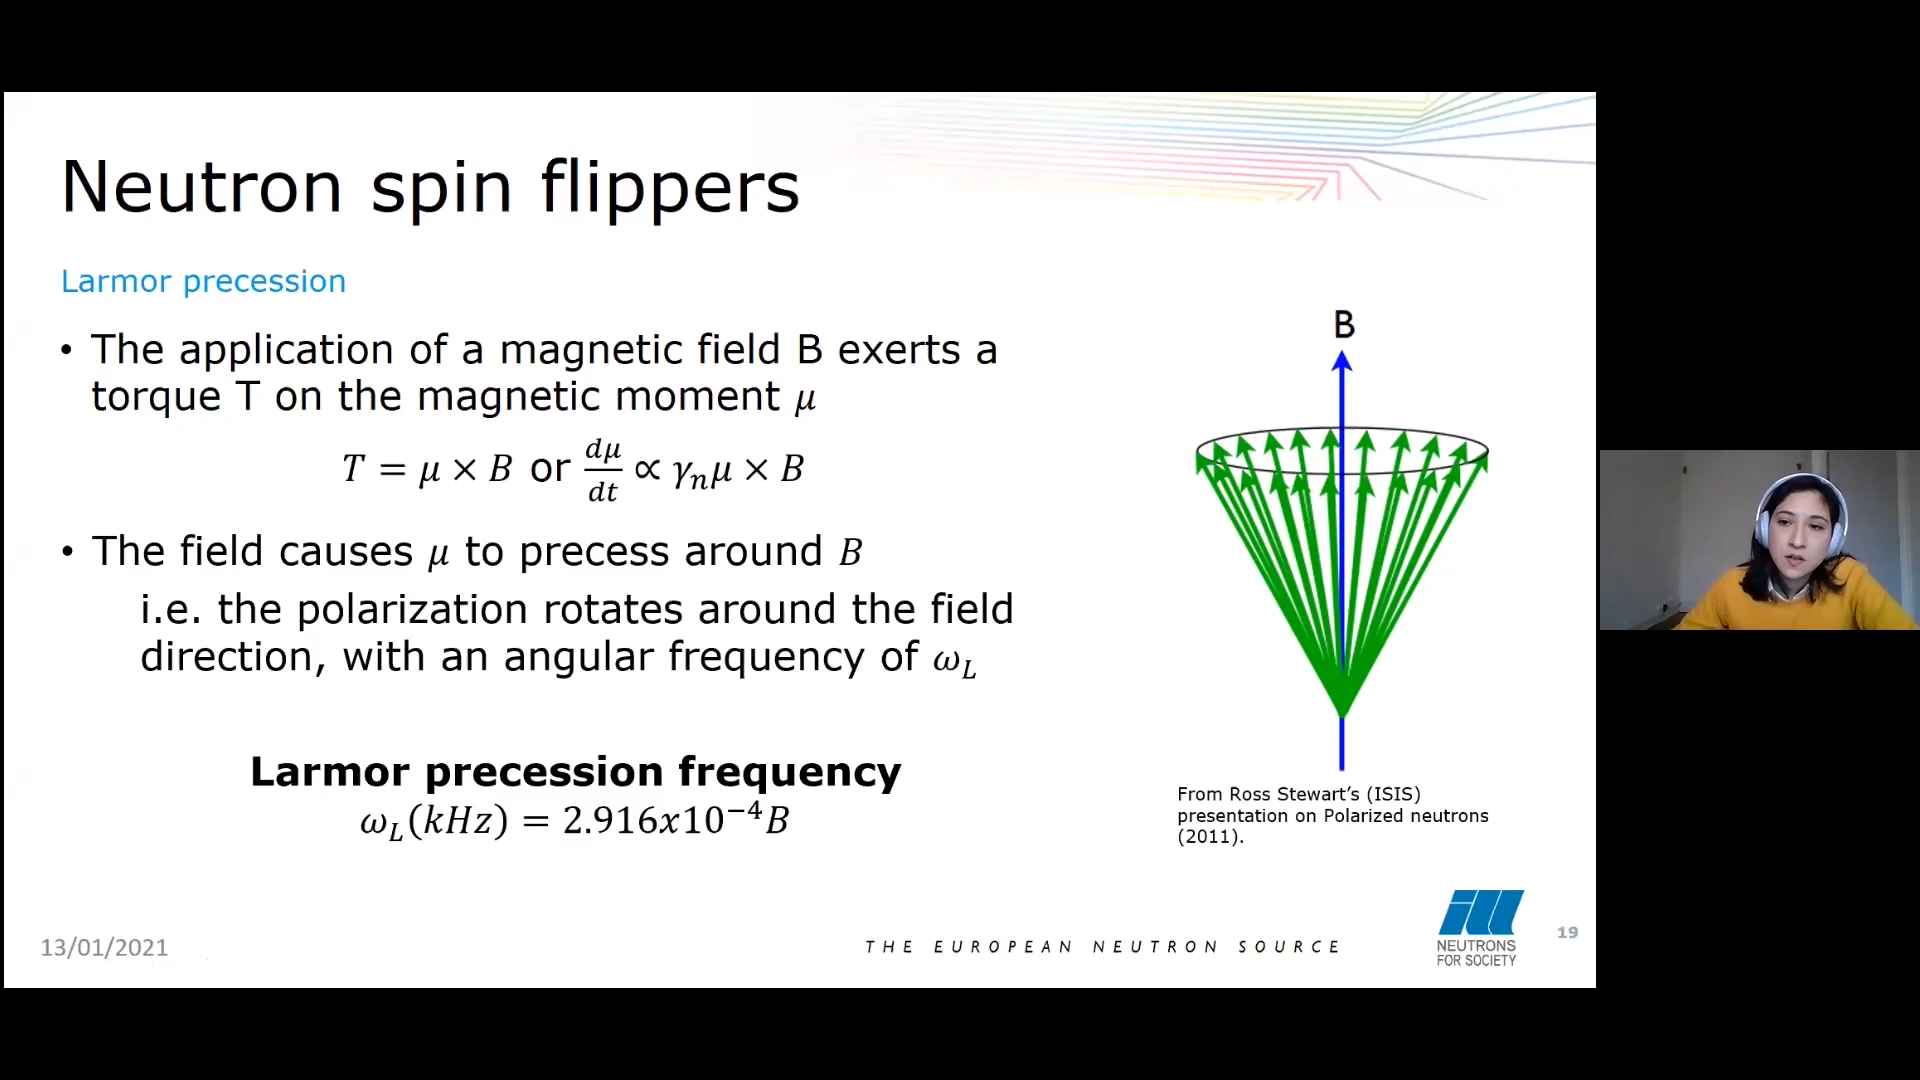 Neutron spin flippers
Larmor precession
• The application of a magnetic field B exerts a
torque T on the magnetic moment μ
T = μ × B or dμ/dt ∝ γₙμ × B
• The field causes μ to precess around B
i.e. the polarization rotates around the field
direction, with an angular frequency of ω_L
Larmor precession frequency
ω_L(kHz) = 2.916x10⁻⁴B
B
From Ross Stewart’s (ISIS)
presentation on Polarized neutrons
(2011).
13/01/2021
THE EUROPEAN NEUTRON SOURCE
ill
NEUTRONS
FOR SOCIETY
19